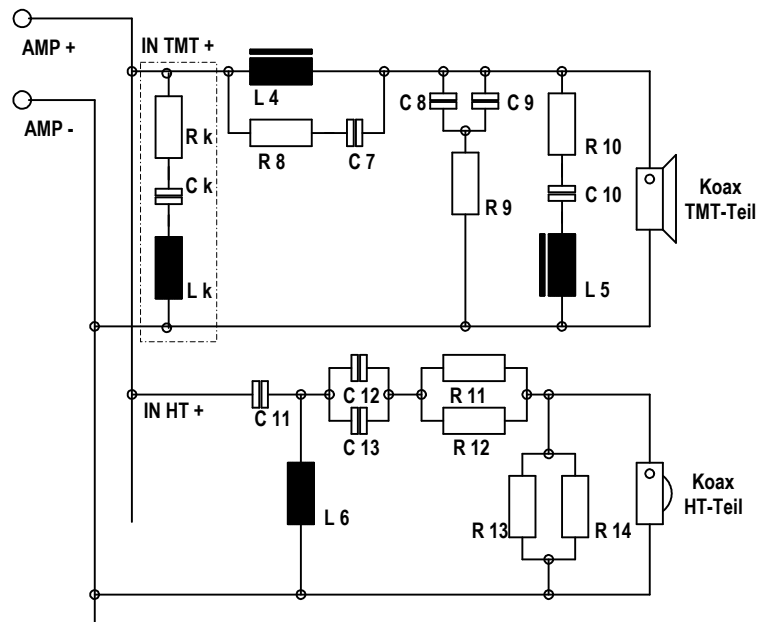 AMP +
IN TMT +
AMP -
L 4
R k
C k
L k
R 8
C 7
C 8
C 9
R 9
R 10
C 10
L 5
Koax
TMT-Teil
IN HT +
C 11
C 12
C 13
R 11
R 12
L 6
R 13
R 14
Koax
HT-Teil